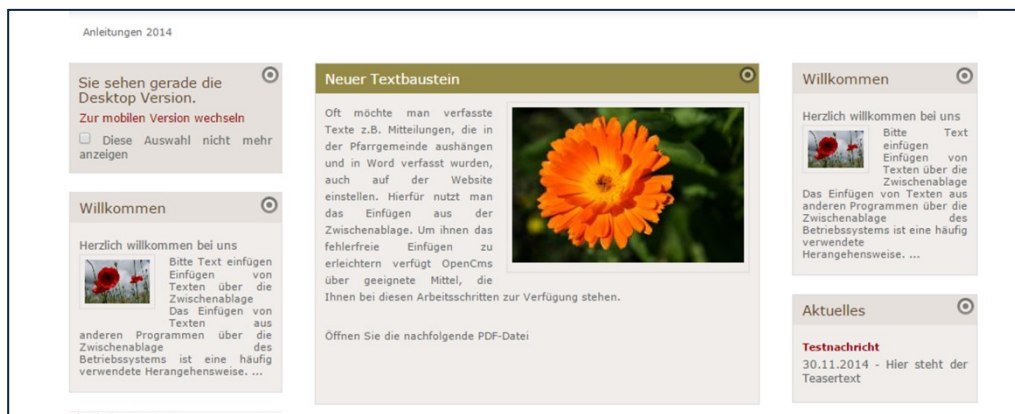 Anleitungen 2014
Sie sehen gerade die
Desktop Version.
Zur mobilen Version wechseln
Diese Auswahl nicht mehr
anzeigen
Willkommen
Herzlich willkommen bei uns
Bitte Text einfügen
Einfügen von
Texten über die
Zwischenablage
Das Einfügen von
Texten aus
anderen Programmen über die
Zwischenablage des
Betriebssystems ist eine häufig
verwendete Herangehensweise. ...
Neuer Textbaustein
Oft möchte man verfasste
Texte z.B. Mitteilungen, die in
der Pfarrgemeinde aushängen
und in Word verfasst wurden,
auch auf der Website
einstellen. Hierfür nutzt man
das Einfügen aus der
Zwischenablage. Um ihnen das
fehlerfreie Einfügen zu
erleichtern verfügt OpenCms
über geeignete Mittel, die
Ihnen bei diesen Arbeitsschritten zur Verfügung stehen.
Öffnen Sie die nachfolgende PDF-Datei
Willkommen
Herzlich willkommen bei uns
Bitte Text
einfügen
Einfügen von
Texten über die
Zwischenablage
Das Einfügen von Texten aus
anderen Programmen über die
Zwischenablage des
Betriebssystems ist eine häufig
verwendete
Herangehensweise. ...
Aktuelles
Testnachricht
30.11.2014 - Hier steht der
Teasertext